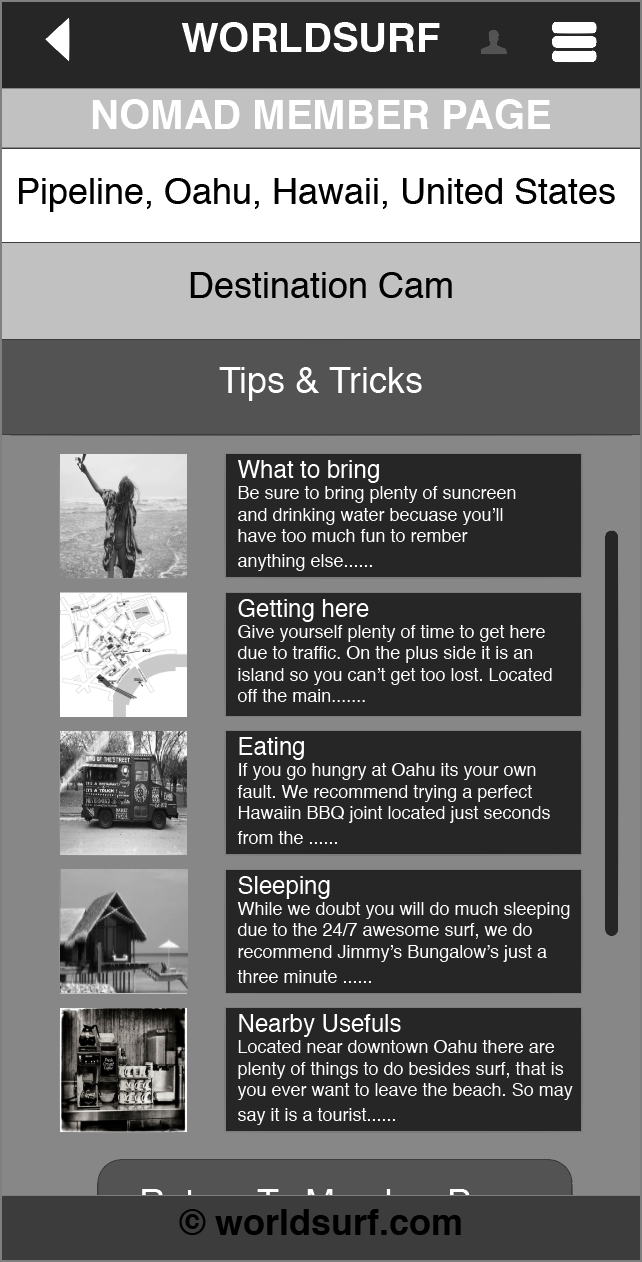 WORLDSURF
NOMAD MEMBER PAGE
Pipeline, Oahu, Hawaii, United States
Destination Cam
Tips & Tricks
What to bring
Be sure to bring plenty of suncreen
and drinking water becuase you’ll
have too much fun to rember
anything else......
Getting here
Give yourself plenty of time to get here
due to traffic. On the plus side it is an
island so you can’t get too lost. Located
off the main.......
Eating
If you go hungry at Oahu its your own
fault. We recommend trying a perfect
Hawaiin BBQ joint located just seconds
from the ......
Sleeping
While we doubt you will do much sleeping
due to the 24/7 awesome surf, we do
recommend Jimmy’s Bungalow’s just a
three minute ......
Nearby Usefuls
Located near downtown Oahu there are
plenty of things to do besides surf, that is
you ever want to leave the beach. So may
say it is a tourist......
© worldsurf.com